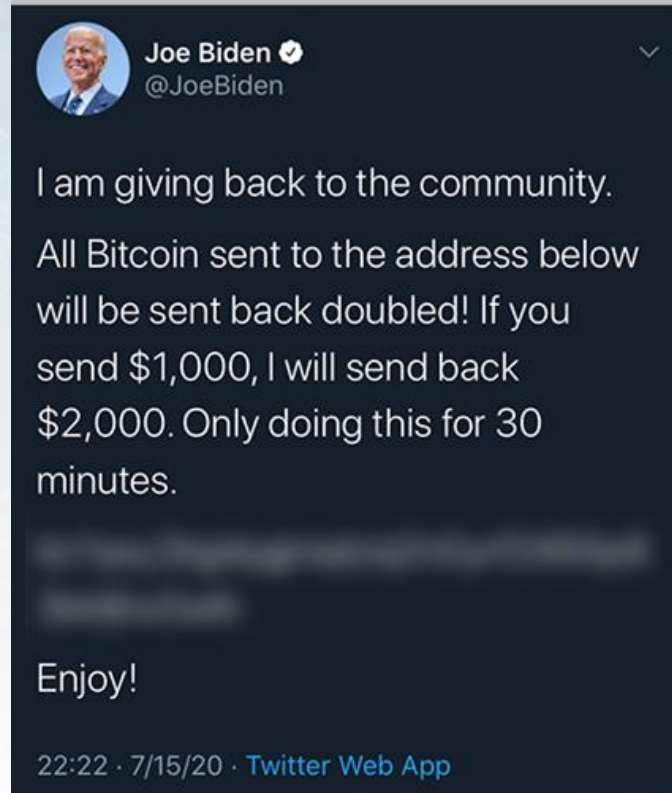 Joe Biden
@JoeBiden
I am giving back to the community.
All Bitcoin sent to the address below
will be sent back doubled! If you
send $1,000, I will send back
$2,000. Only doing this for 30
minutes.
Enjoy!
22:22 · 7/15/20 · Twitter Web App